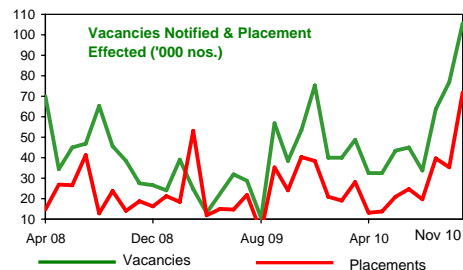 Vacancies Notified & Placement
Effected ('000 nos.)
110
100
90
80
70
60
50
40
30
20
10
Apr 08 Dec 08 Aug 09 Apr 10 Nov 10
Vacancies Placements